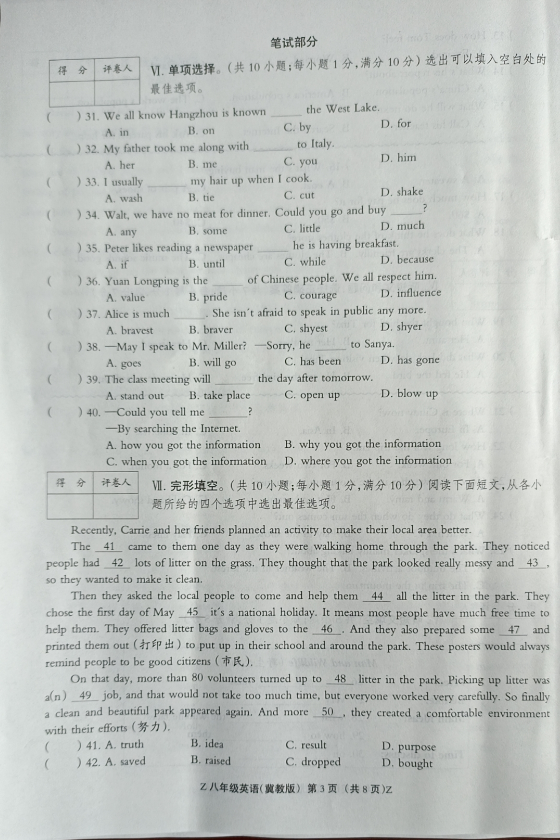 笔试部分
得 分 评卷人
Ⅵ. 单项选择。(共 10 小题;每小题 1 分,满分 10 分) 选出可以填入空白处的
最佳选项。
( ) 31. We all know Hangzhou is known ______ the West Lake.
A. in B. on C. by D. for
( ) 32. My father took me along with ______ to Italy.
A. her B. me C. you D. him
( ) 33. I usually ______ my hair up when I cook.
A. wash B. tie C. cut D. shake
( ) 34. Walt, we have no meat for dinner. Could you go and buy ______?
A. any B. some C. little D. much
( ) 35. Peter likes reading a newspaper ______ he is having breakfast.
A. if B. until C. while D. because
( ) 36. Yuan Longping is the ______ of Chinese people. We all respect him.
A. value B. pride C. courage D. influence
( ) 37. Alice is much ______. She isn't afraid to speak in public any more.
A. bravest B. braver C. shyest D. shyer
( ) 38. —May I speak to Mr. Miller? —Sorry, he ______ to Sanya.
A. goes B. will go C. has been D. has gone
( ) 39. The class meeting will ______ the day after tomorrow.
A. stand out B. take place C. open up D. blow up
( ) 40. —Could you tell me ______?
—By searching the Internet.
A. how you got the information B. why you got the information
C. when you got the information D. where you got the information
得 分 评卷人
Ⅶ. 完形填空。(共 10 小题;每小题 1 分,满分 10 分) 阅读下面短文,从各小
题所给的四个选项中选出最佳选项。
Recently, Carrie and her friends planned an activity to make their local area better.
The 41 came to them one day as they were walking home through the park. They noticed
people had 42 lots of litter on the grass. They thought that the park looked really messy and 43 ,
so they wanted to make it clean.
Then they asked the local people to come and help them 44 all the litter in the park. They
chose the first day of May 45 it's a national holiday. It means most people have much free time to
help them. They offered litter bags and gloves to the 46 . And they also prepared some 47 and
printed them out (打印出) to put up in their school and around the park. These posters would always
remind people to be good citizens (市民).
On that day, more than 80 volunteers turned up to 48 litter in the park. Picking up litter was
a(n) 49 job, and that would not take too much time, but everyone worked very carefully. So finally
a clean and beautiful park appeared again. And more 50 , they created a comfortable environment
with their efforts (努力).
( ) 41. A. truth B. idea C. result D. purpose
( ) 42. A. saved B. raised C. dropped D. bought
Z 八年级英语(冀教版) 第 3 页 (共 8 页)Z